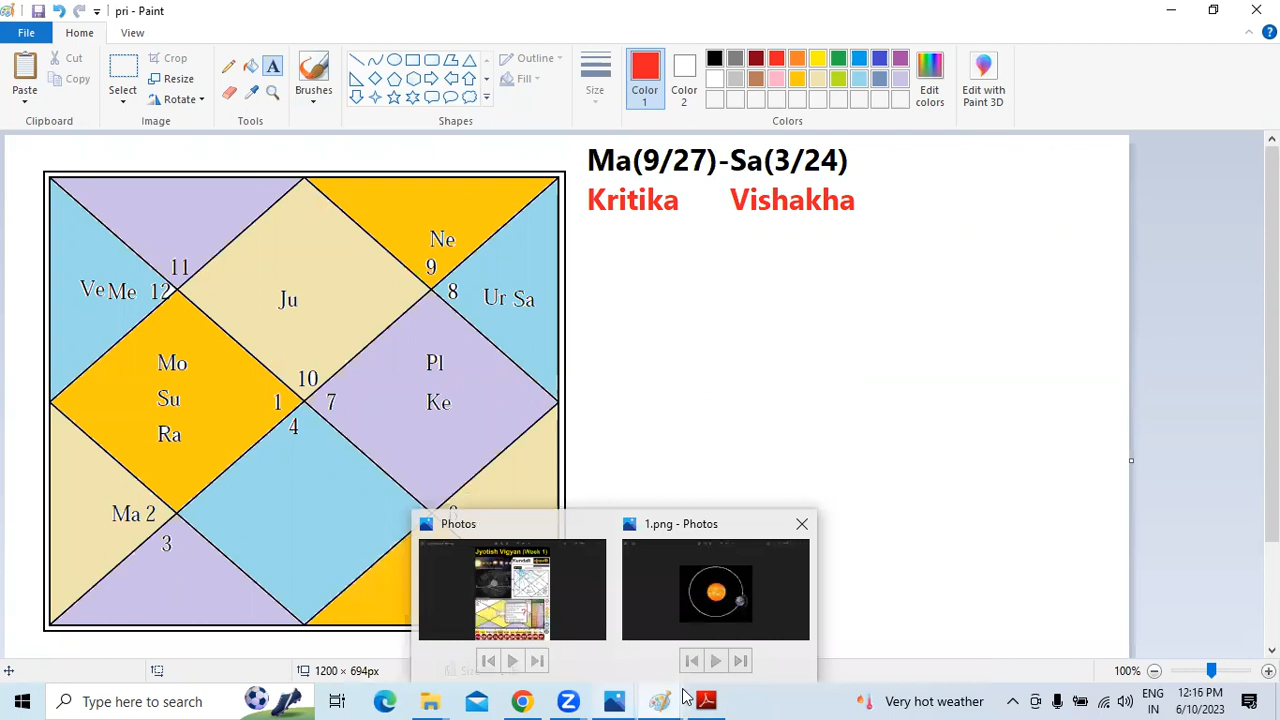 pri - Paint
File Home View
Cut
Copy
Paste
Clipboard
Crop
Resize
Rotate
Select
Image
Tools
Brushes
Outline
Fill
Shapes
Size
Color 1
Color 2
Edit colors
Colors
Edit with Paint 3D
Ma(9/27)-Sa(3/24)
Kritika Vishakha
Ne
11 9
Ve Me 12 Ju 8 Ur Sa
Mo Pl
10
Su 1 7 Ke
4
Ra
Ma 2
3
Photos
1.png - Photos
Jyotish Vigyan (Week 1)
Kundali
1200 × 694px
100%
Type here to search
Very hot weather
ENG
IN
12:16 PM
6/10/2023